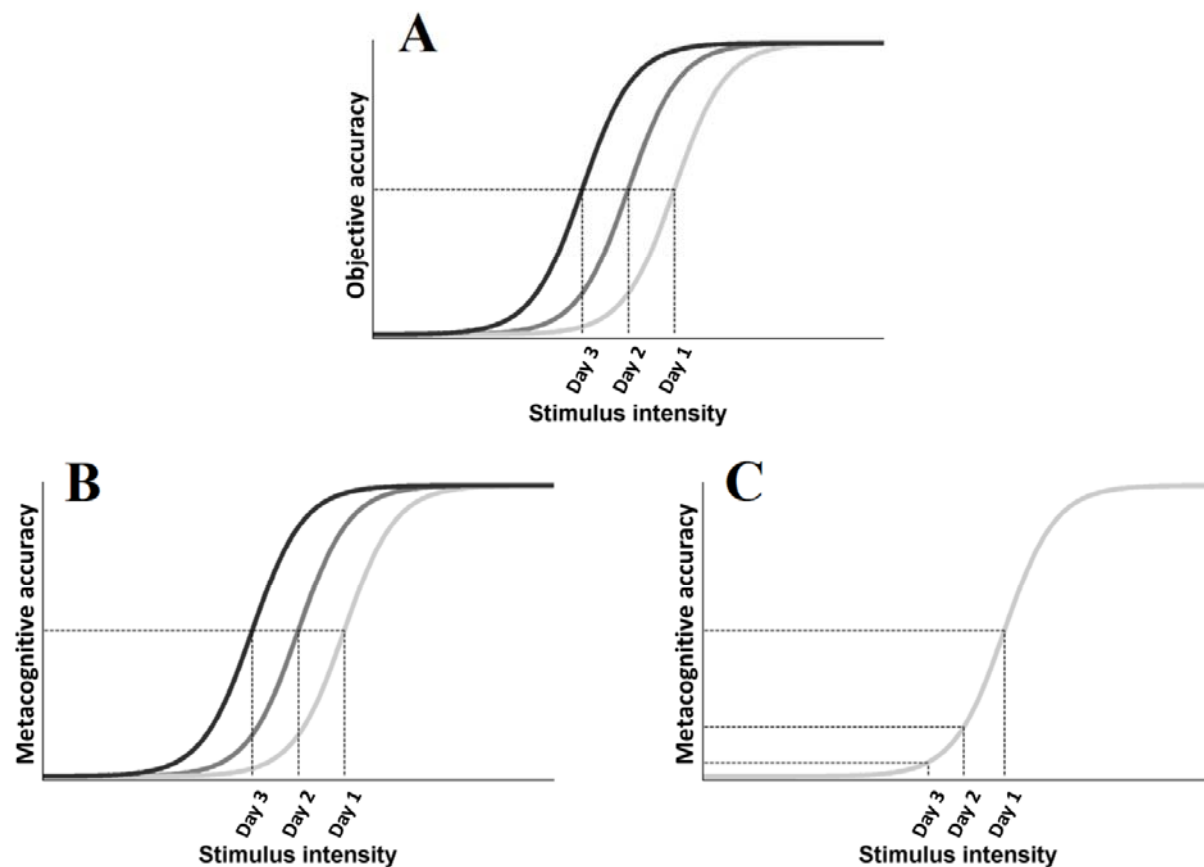 A
Objective accuracy
Day 3
Day 2
Day 1
Stimulus intensity
B
Metacognitive accuracy
Day 3
Day 2
Day 1
Stimulus intensity
C
Metacognitive accuracy
Day 3
Day 2
Day 1
Stimulus intensity